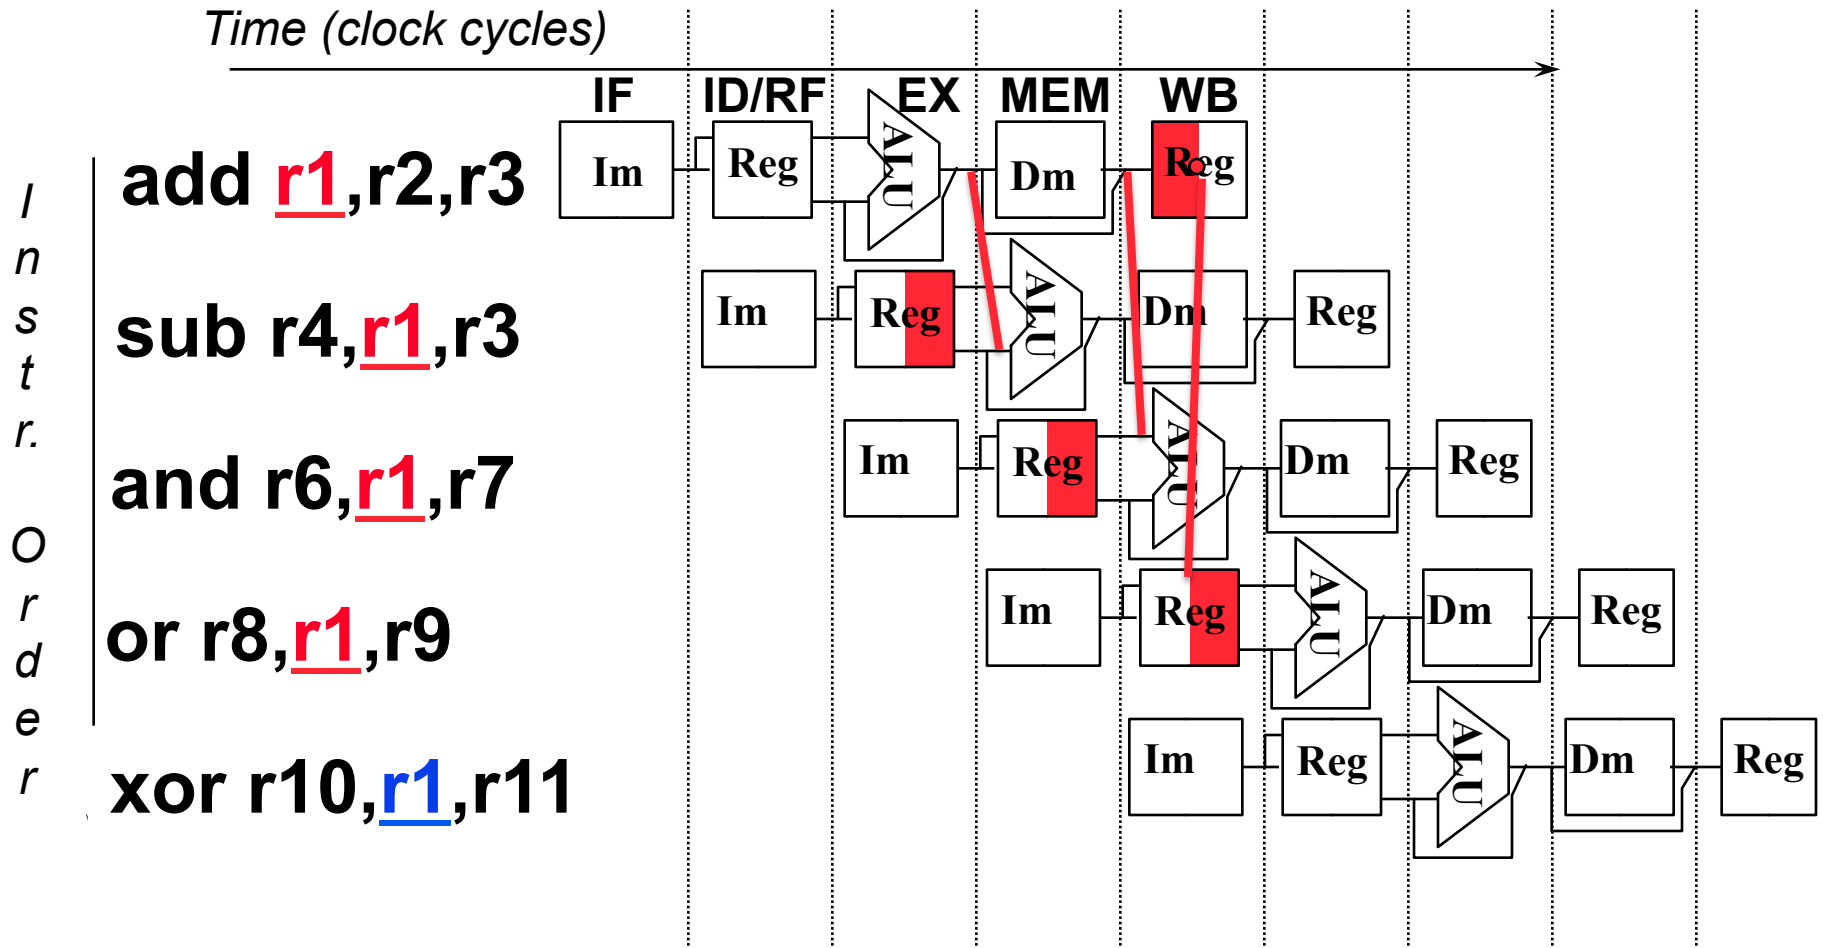 Time (clock cycles)
IF ID/RF EX MEM WB
Instr. Order
add r1,r2,r3
Im Reg ALU Dm Reg
sub r4,r1,r3
Im Reg ALU Dm Reg
and r6,r1,r7
Im Reg ALU Dm Reg
or r8,r1,r9
Im Reg ALU Dm Reg
xor r10,r1,r11
Im Reg ALU Dm Reg